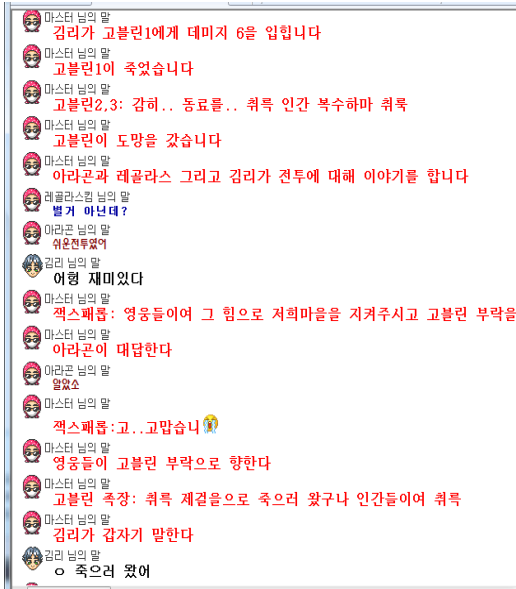 마스터 님의 말
김리가 고블린1에게 데미지 6을 입힙니다
마스터 님의 말
고블린1이 죽었습니다
마스터 님의 말
고블린2,3: 감히.. 동료를.. 취륵 인간 복수하마 취룩
마스터 님의 말
고블린이 도망을 갔습니다
마스터 님의 말
아라곤과 레골라스 그리고 김리가 전투에 대해 이야기를 합니다
레골라스킴 님의 말
별거 아닌데?
아라곤 님의 말
쉬운전투였어
김리 님의 말
어형 재미있다
마스터 님의 말
잭스패롭: 영웅들이여 그 힘으로 저희마을을 지켜주시고 고블린 부락을
마스터 님의 말
아라곤이 대답한다
아라곤 님의 말
알았소
마스터 님의 말
잭스패롭:고..고맙습니
마스터 님의 말
영웅들이 고블린 부락으로 향한다
마스터 님의 말
고블린 족장: 취륵 제걸을으로 죽으러 왔구나 인간들이여 취륵
마스터 님의 말
김리가 갑자기 말한다
김리 님의 말
ㅇ 죽으러 왔어